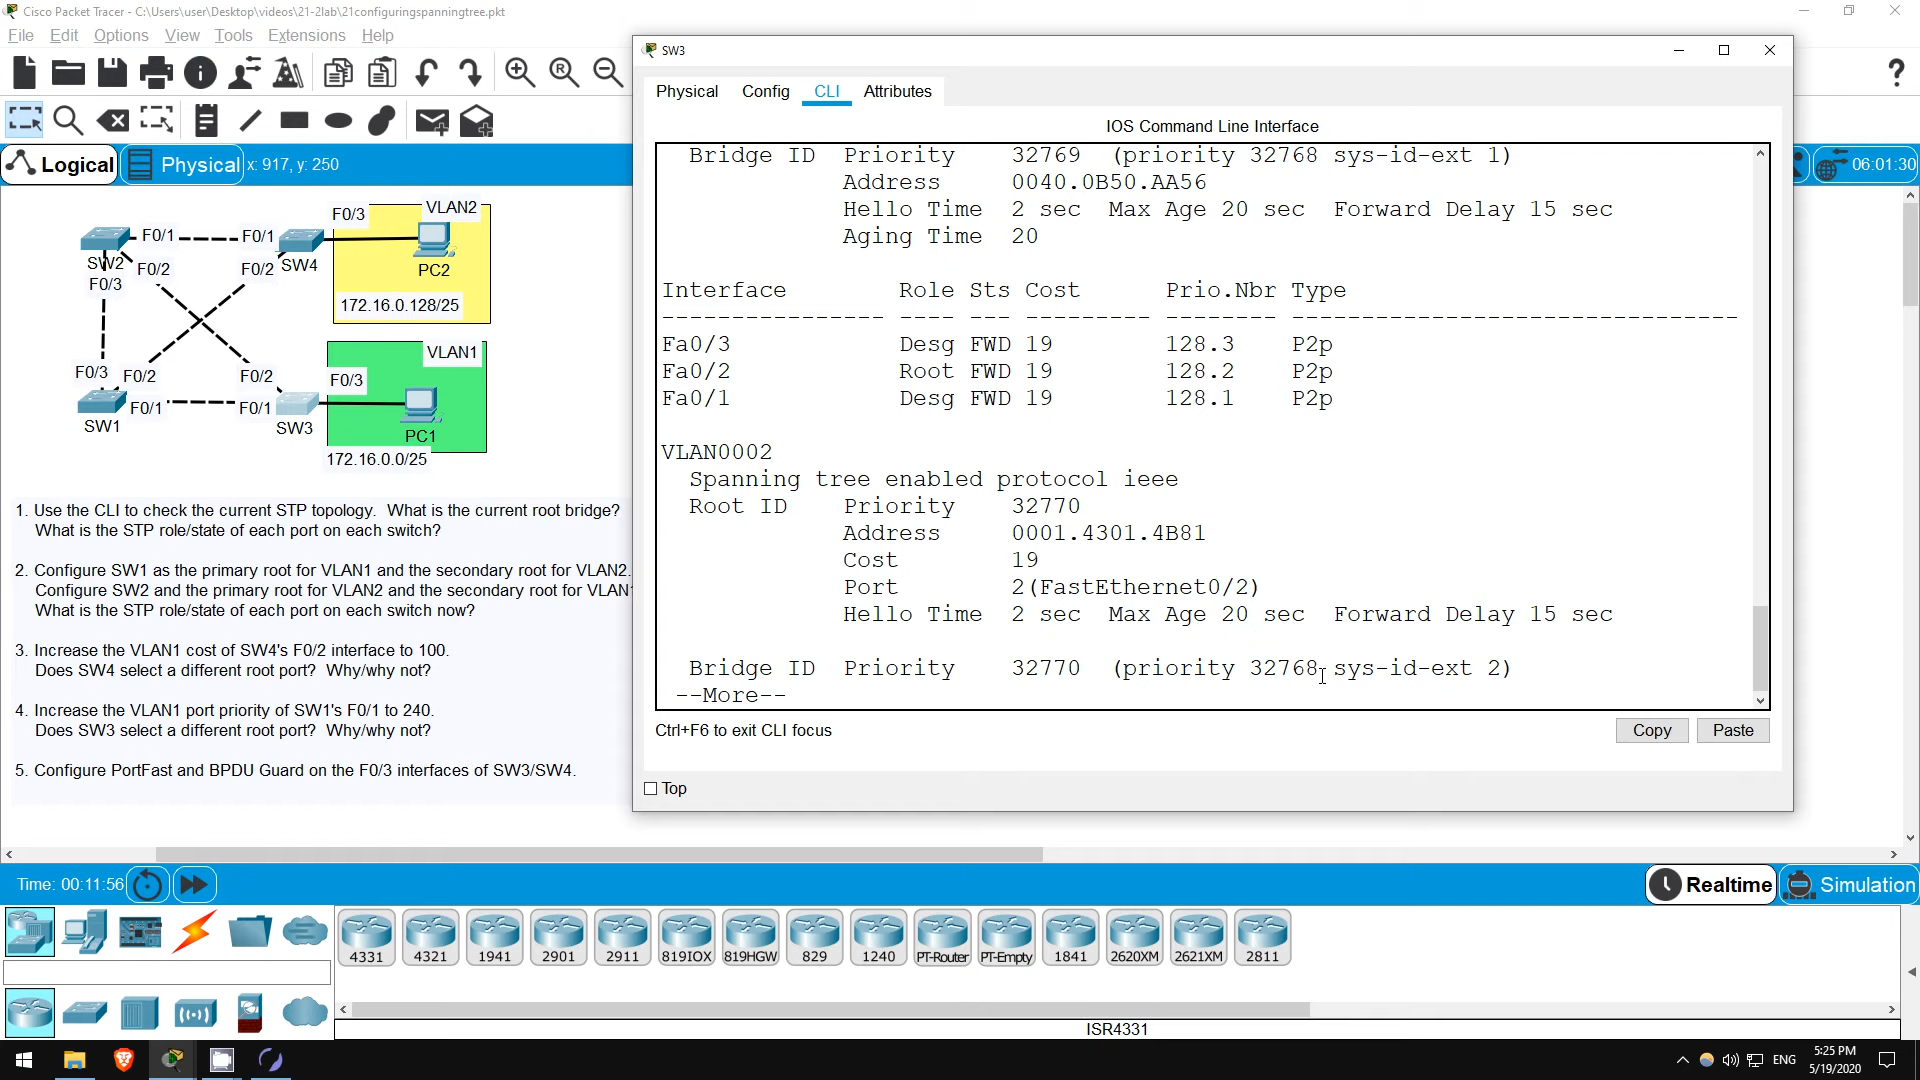 Cisco Packet Tracer - C:\Users\user\Desktop\videos\21-2lab\21configuringspanningtree.pkt
File Edit Options View Tools Extensions Help
Logical Physical x: 917, y: 250
06:01:30
F0/3 VLAN2
F0/1 F0/1
SW2 F0/2 F0/2 SW4 PC2
F0/3
172.16.0.128/25
VLAN1
F0/3 F0/2 F0/2 F0/3
F0/1 F0/1
SW1 SW3 PC1
172.16.0.0/25
1. Use the CLI to check the current STP topology. What is the current root bridge?
What is the STP role/state of each port on each switch?
2. Configure SW1 as the primary root for VLAN1 and the secondary root for VLAN2.
Configure SW2 and the primary root for VLAN2 and the secondary root for VLAN
What is the STP role/state of each port on each switch now?
3. Increase the VLAN1 cost of SW4's F0/2 interface to 100.
Does SW4 select a different root port? Why/why not?
4. Increase the VLAN1 port priority of SW1's F0/1 to 240.
Does SW3 select a different root port? Why/why not?
5. Configure PortFast and BPDU Guard on the F0/3 interfaces of SW3/SW4.
SW3
Physical Config CLI Attributes
IOS Command Line Interface
Bridge ID Priority 32769 (priority 32768 sys-id-ext 1)
Address 0040.0B50.AA56
Hello Time 2 sec Max Age 20 sec Forward Delay 15 sec
Aging Time 20
Interface Role Sts Cost Prio.Nbr Type
---------------- ---- --- --------- -------- --------------------------------
Fa0/3 Desg FWD 19 128.3 P2p
Fa0/2 Root FWD 19 128.2 P2p
Fa0/1 Desg FWD 19 128.1 P2p
VLAN0002
Spanning tree enabled protocol ieee
Root ID Priority 32770
Address 0001.4301.4B81
Cost 19
Port 2(FastEthernet0/2)
Hello Time 2 sec Max Age 20 sec Forward Delay 15 sec
Bridge ID Priority 32770 (priority 32768 sys-id-ext 2)
--More--
Ctrl+F6 to exit CLI focus
Copy Paste
Top
Time: 00:11:56
Realtime Simulation
4331 4321 1941 2901 2911 819IOX 819HGW 829 1240 PT-Router PT-Empty 1841 2620XM 2621XM 2811
ISR4331
ENG
5:25 PM
5/19/2020